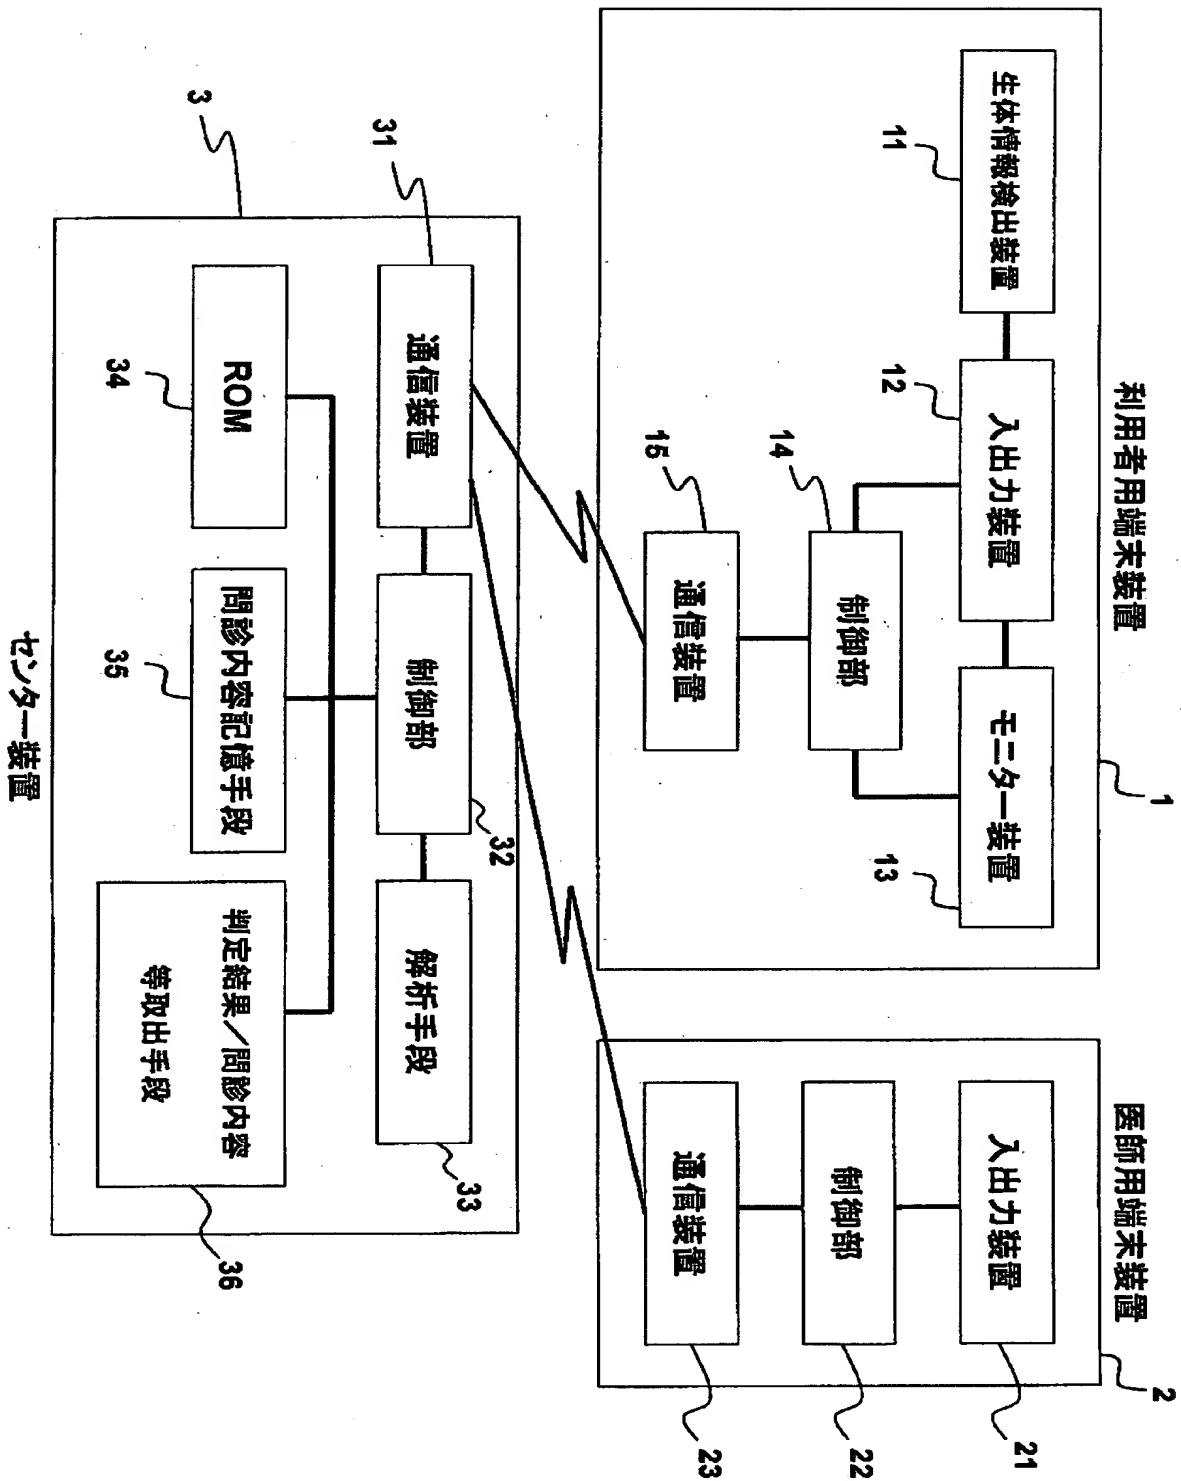 利用者用端末装置
1
生体情報検出装置
11
入出力装置
12
モニター装置
13
制御部
14
通信装置
15
医師用端末装置
2
入出力装置
21
制御部
22
通信装置
23
3
31
通信装置
制御部
32
解析手段
33
ROM
34
問診内容記憶手段
35
判定結果／問診内容
等取出手段
36
センター装置